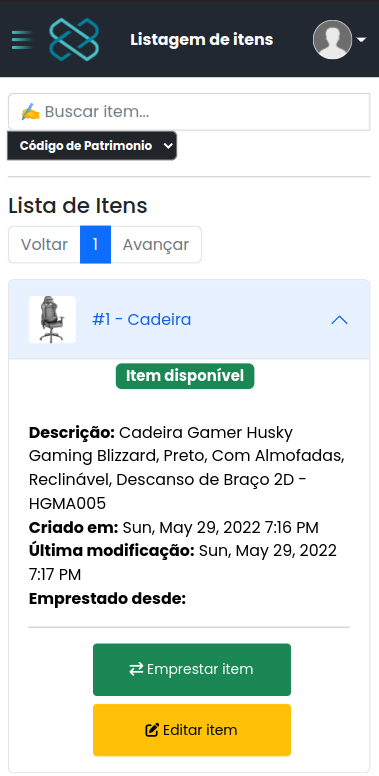 Listagem de itens
✍️ Buscar item...
Código de Patrimonio
Lista de Itens
Voltar 1 Avançar
#1 - Cadeira
Item disponível
Descrição: Cadeira Gamer Husky
Gaming Blizzard, Preto, Com Almofadas,
Reclinável, Descanso de Braço 2D -
HGMA005
Criado em: Sun, May 29, 2022 7:16 PM
Última modificação: Sun, May 29, 2022
7:17 PM
Emprestado desde:
Emprestar item
Editar item